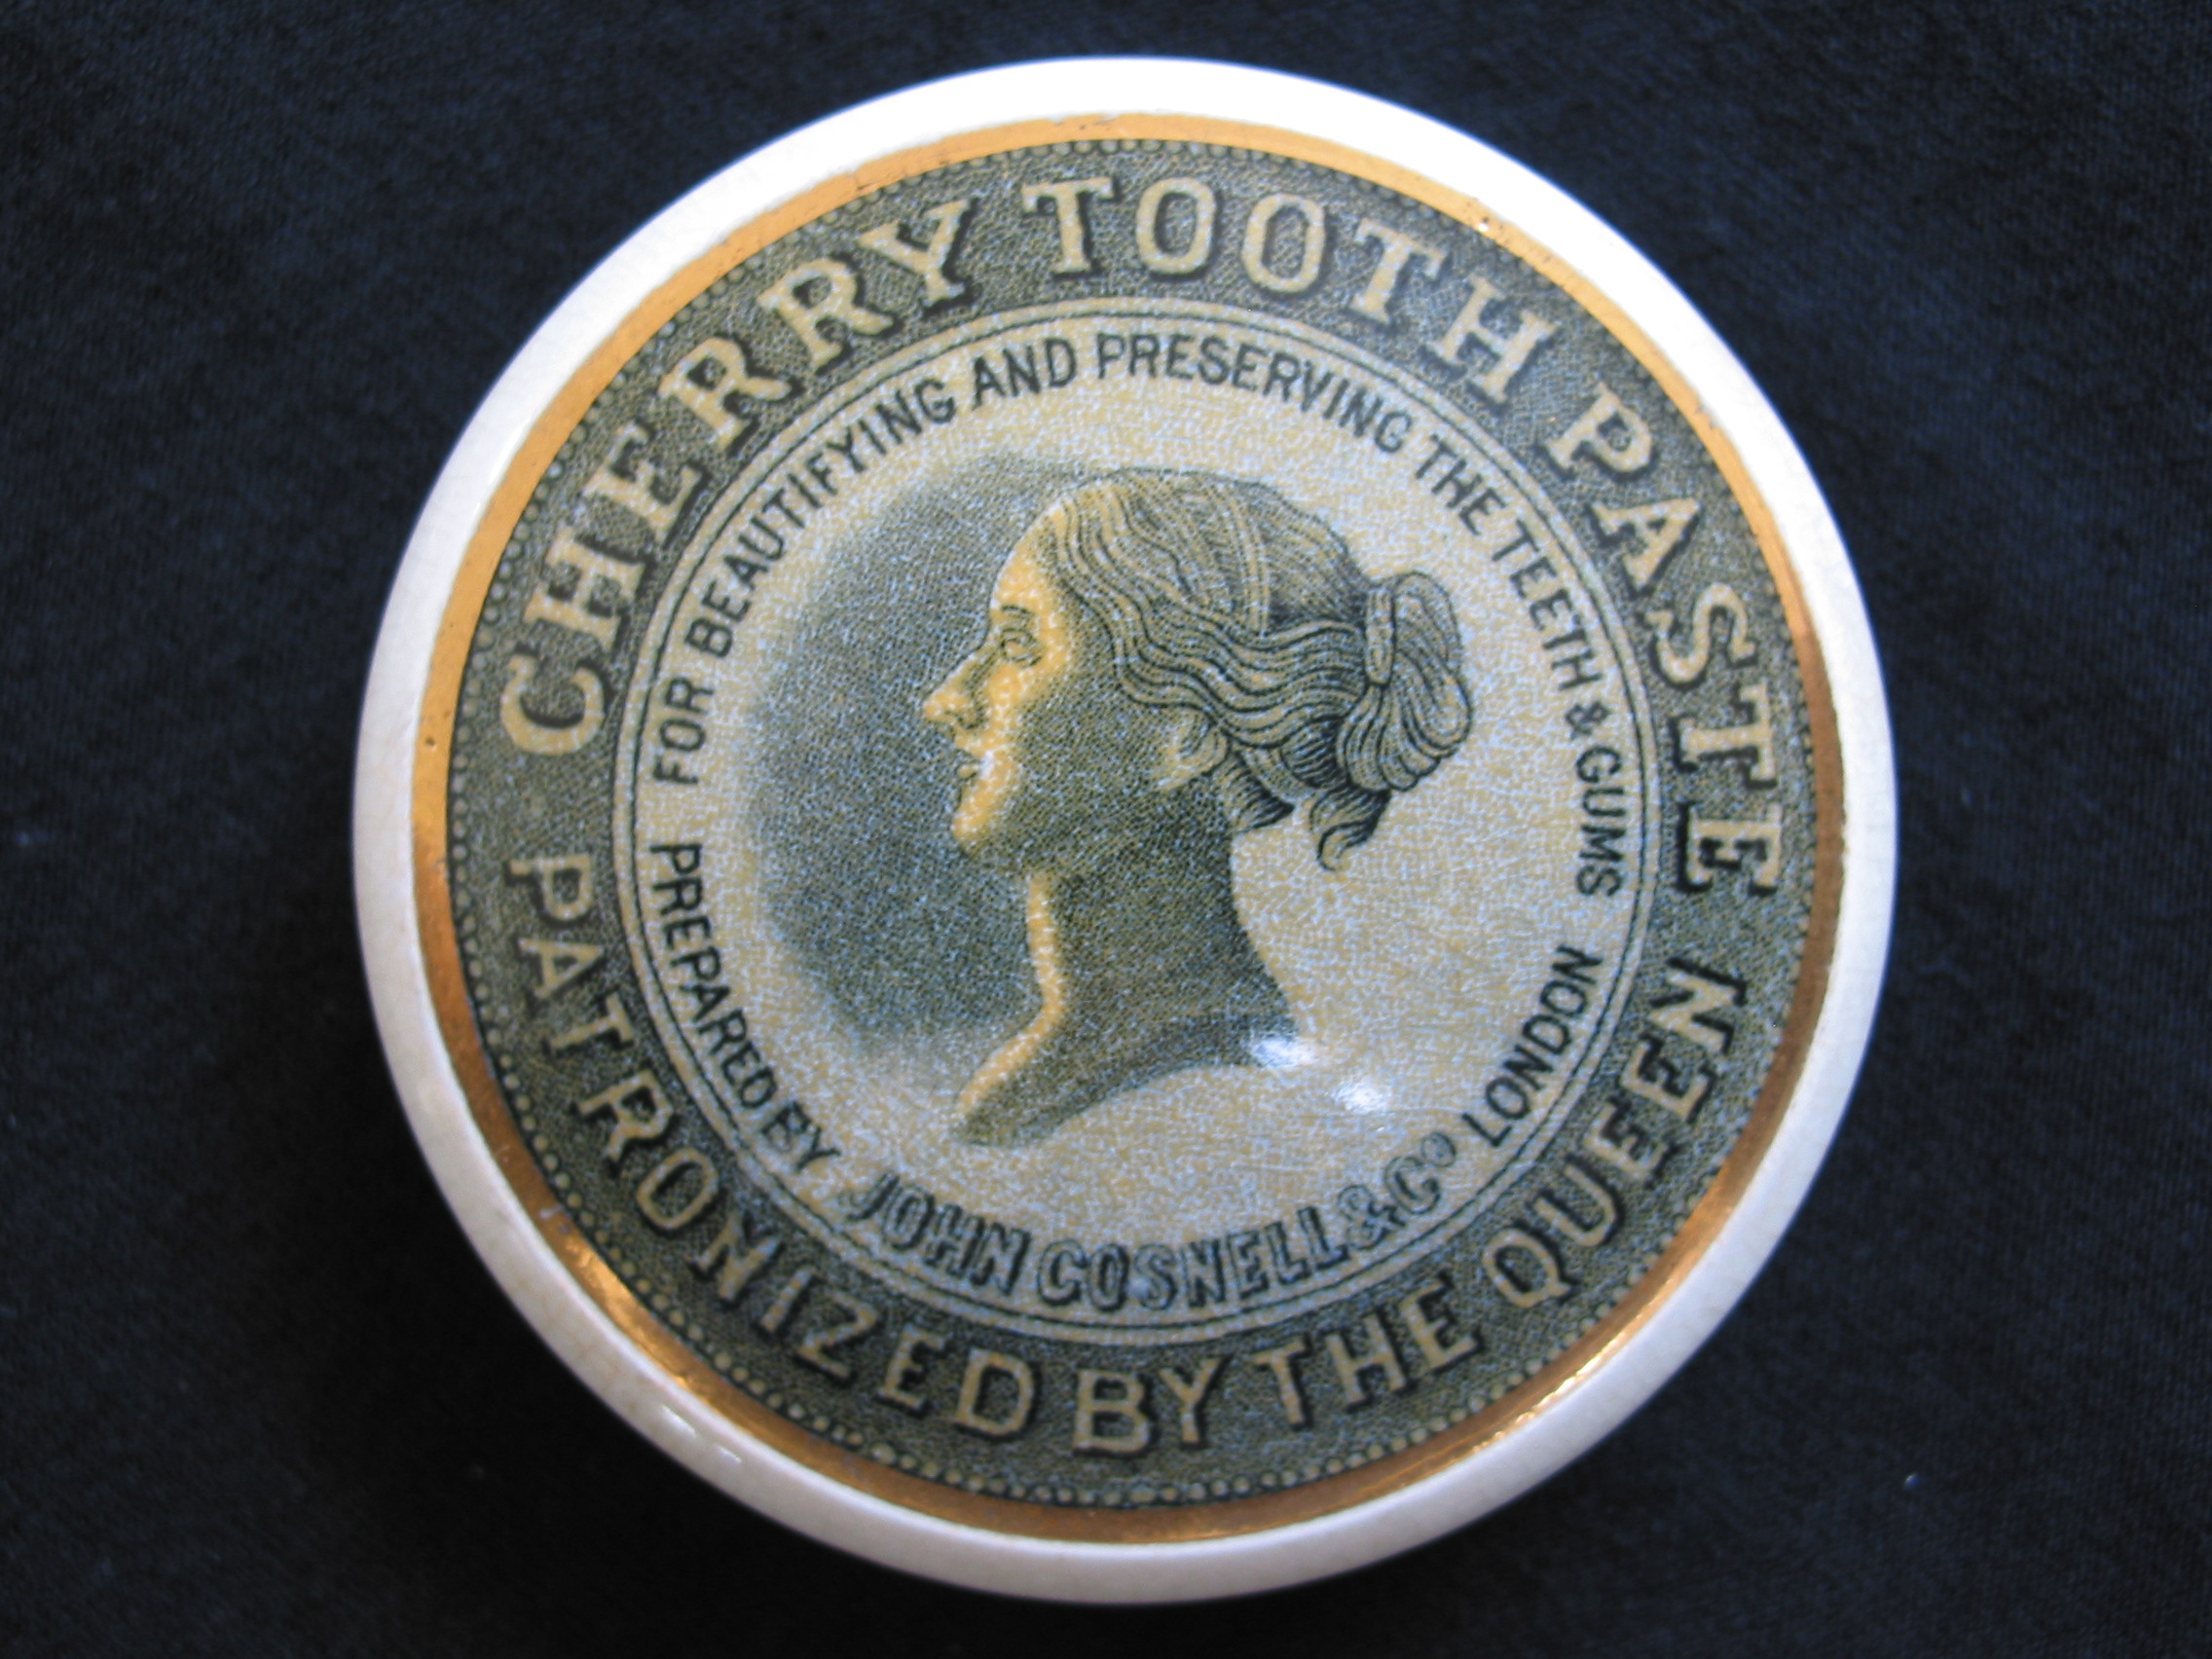 CHERRY TOOTH PASTE
PATRONIZED BY THE QUEEN
FOR BEAUTIFYING AND PRESERVING THE TEETH & GUMS
PREPARED BY JOHN GOSNELL & Cº LONDON